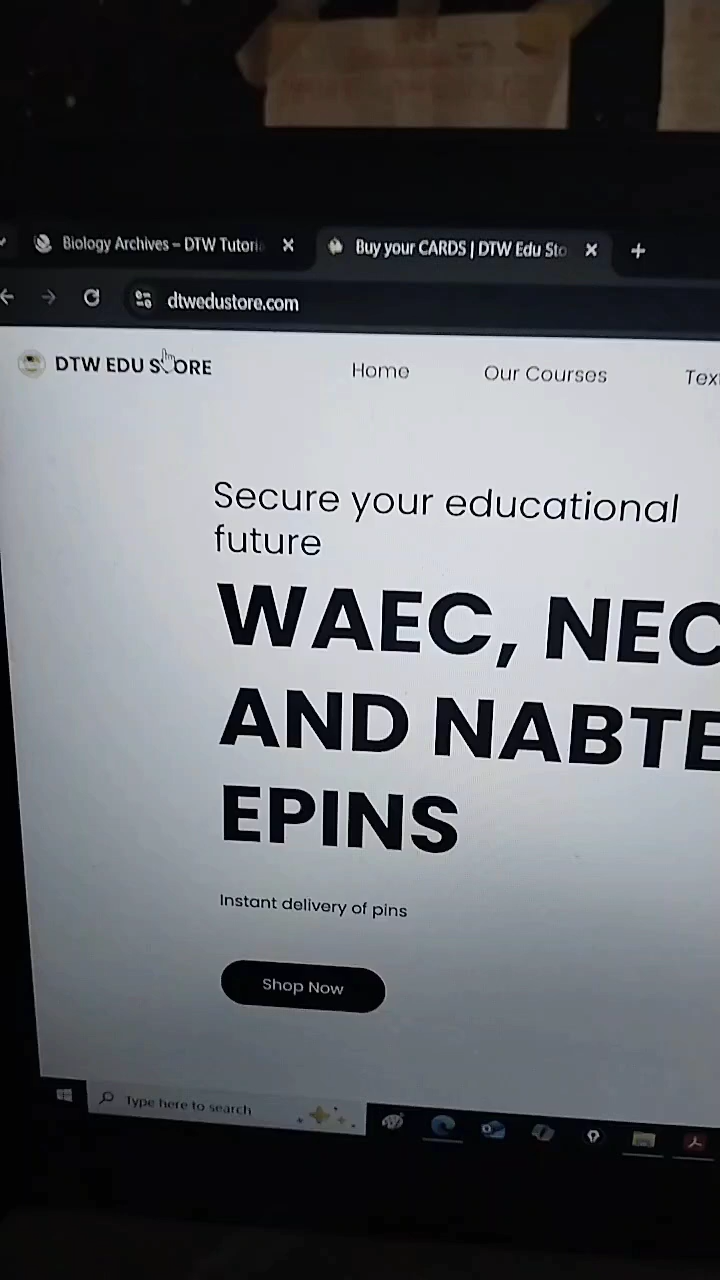 Biology Archives – DTW Tutori
Buy your CARDS | DTW Edu Sto
dtwedustore.com
DTW EDU STORE
Home
Our Courses
Tex
Secure your educational
future
WAEC, NEC
AND NABTE
EPINS
Instant delivery of pins
Shop Now
Type here to search